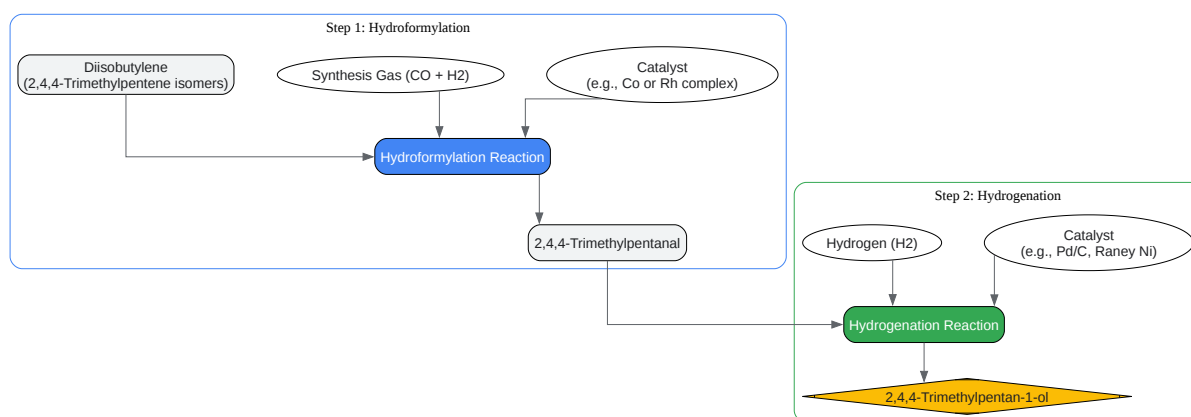 Step 1: Hydroformylation
Diisobutylene
(2,4,4-Trimethylpentene isomers)
Synthesis Gas (CO + H2)
Catalyst
(e.g., Co or Rh complex)
Hydroformylation Reaction
2,4,4-Trimethylpentanal
Step 2: Hydrogenation
Hydrogen (H2)
Catalyst
(e.g., Pd/C, Raney Ni)
Hydrogenation Reaction
2,4,4-Trimethylpentan-1-ol